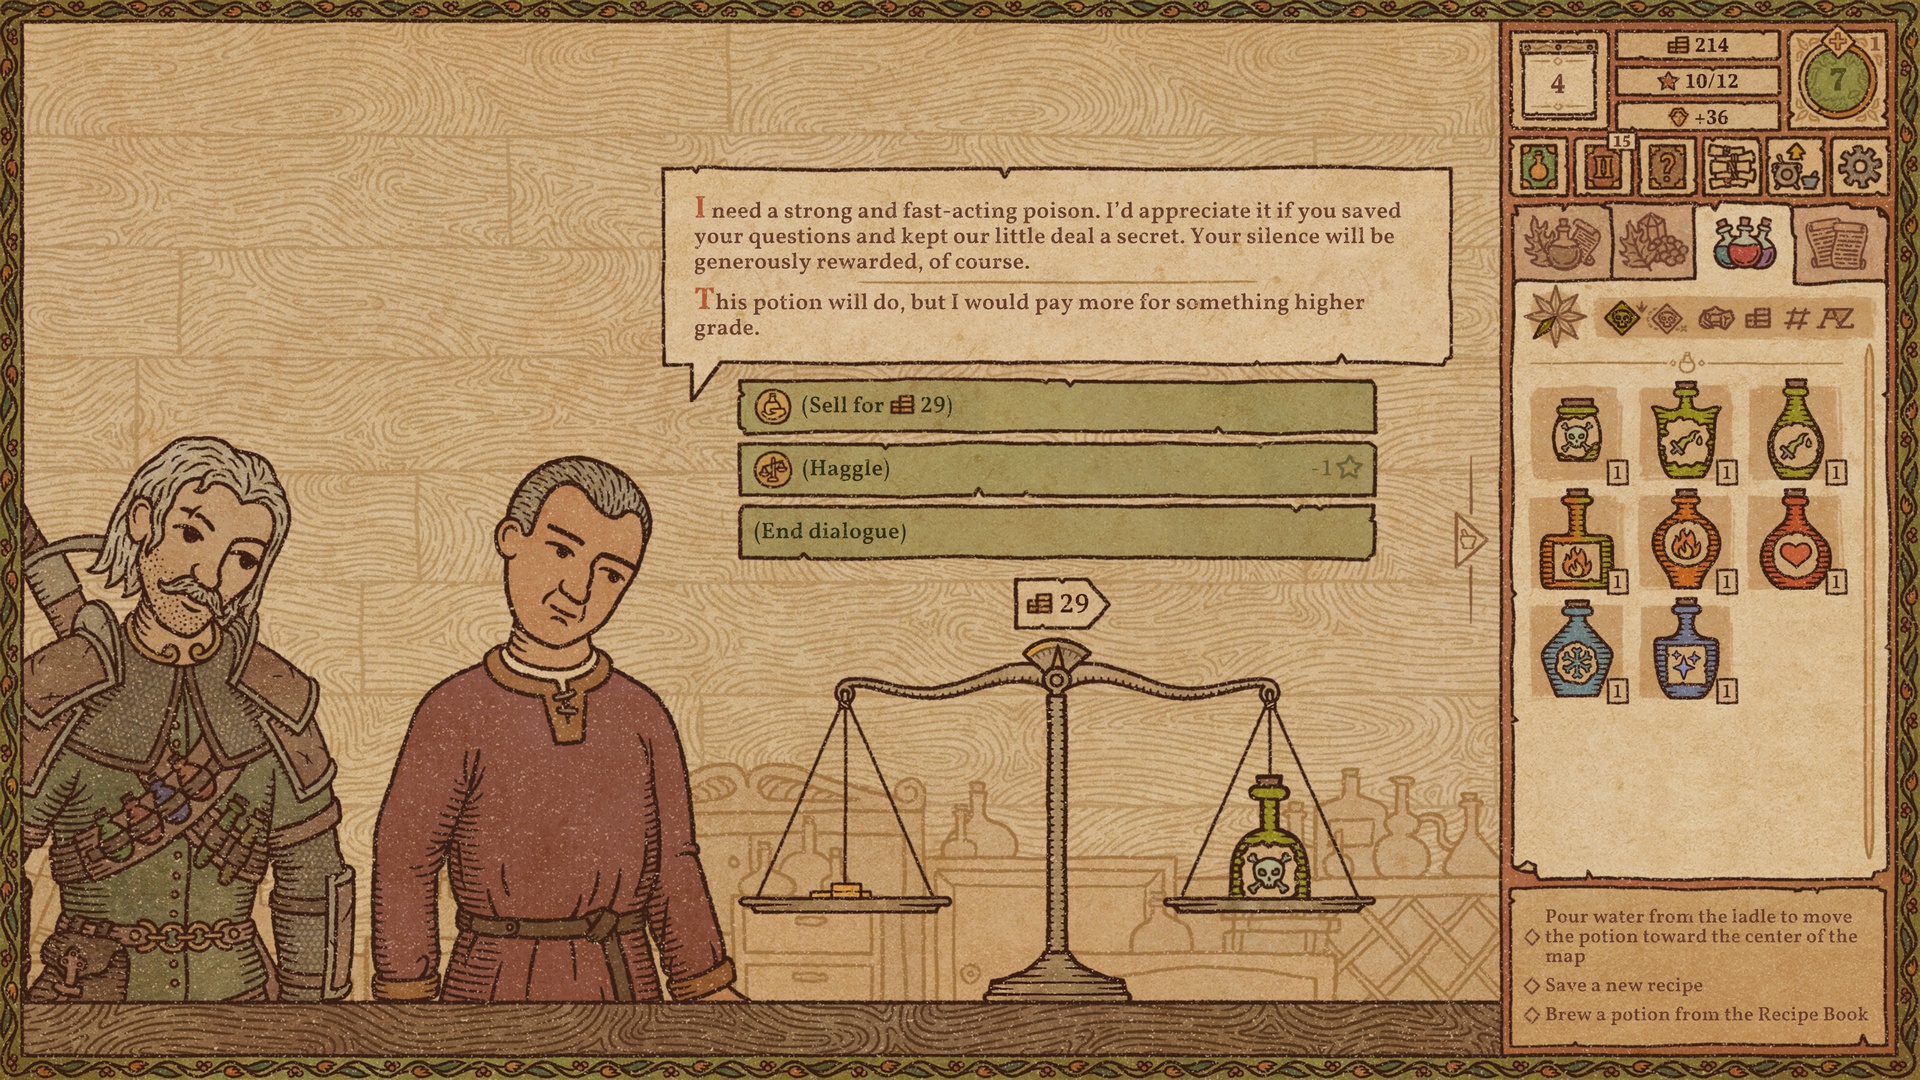 4
214
10/12
+36
7
1
15
I need a strong and fast-acting poison. I'd appreciate it if you saved
your questions and kept our little deal a secret. Your silence will be
generously rewarded, of course.
This potion will do, but I would pay more for something higher
grade.
(Sell for 29)
(Haggle) -1
(End dialogue)
29
# AZ
1 1 1
1 1 1
1 1
Pour water from the ladle to move
the potion toward the center of the
map
Save a new recipe
Brew a potion from the Recipe Book